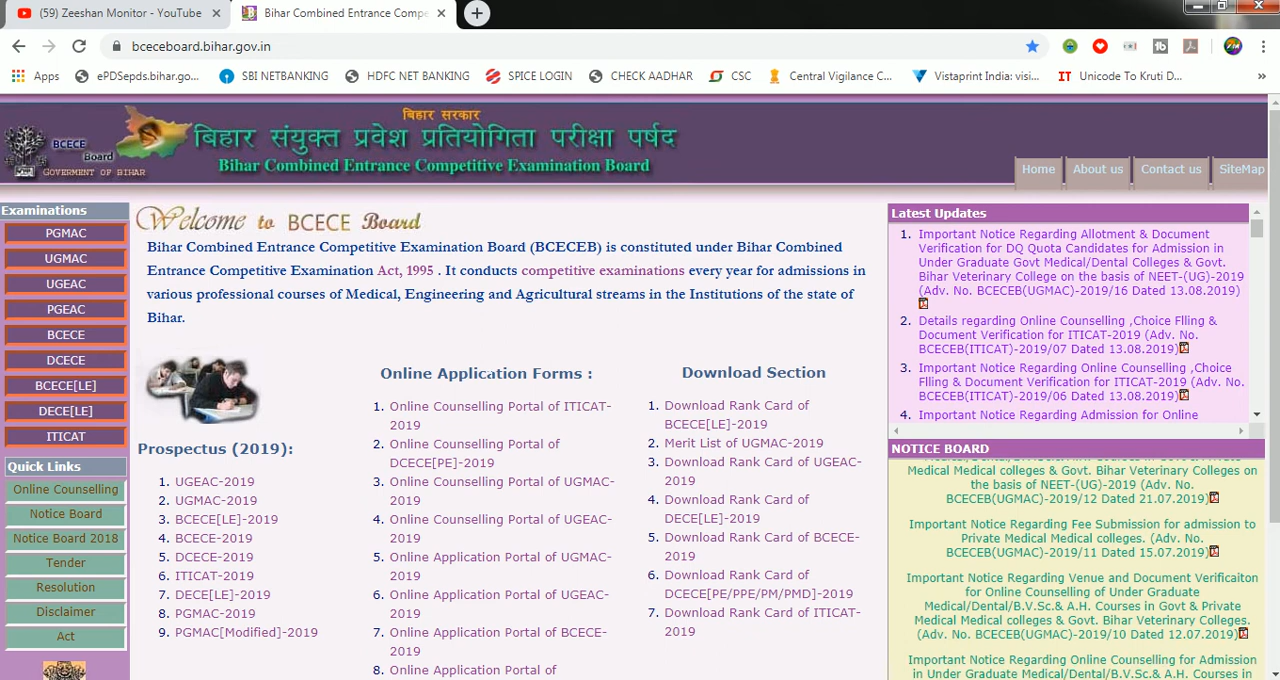 (59) Zeeshan Monitor - YouTube
Bihar Combined Entrance Compe
bceceboard.bihar.gov.in
Apps
ePDSepds.bihar.go...
SBI NETBANKING
HDFC NET BANKING
SPICE LOGIN
CHECK AADHAR
CSC
Central Vigilance C...
Vistaprint India: visi...
IT Unicode To Kruti D...
»
बिहार सरकार
बिहार संयुक्त प्रवेश प्रतियोगिता परीक्षा पर्षद
Bihar Combined Entrance Competitive Examination Board
BCECE
Board
GOVERMENT OF BIHAR
Home
About us
Contact us
SiteMap
Examinations
PGMAC
UGMAC
UGEAC
PGEAC
BCECE
DCECE
BCECE[LE]
DECE[LE]
ITICAT
Quick Links
Online Counselling
Notice Board
Notice Board 2018
Tender
Resolution
Disclaimer
Act
Welcome to BCECE Board
Bihar Combined Entrance Competitive Examination Board (BCECEB) is constituted under Bihar Combined
Entrance Competitive Examination Act, 1995 . It conducts competitive examinations every year for admissions in
various professional courses of Medical, Engineering and Agricultural streams in the Institutions of the state of
Bihar.
Prospectus (2019):
1. UGEAC-2019
2. UGMAC-2019
3. BCECE[LE]-2019
4. BCECE-2019
5. DCECE-2019
6. ITICAT-2019
7. DECE[LE]-2019
8. PGMAC-2019
9. PGMAC[Modified]-2019
Online Application Forms :
1. Online Counselling Portal of ITICAT-
2019
2. Online Counselling Portal of
DCECE[PE]-2019
3. Online Counselling Portal of UGMAC-
2019
4. Online Counselling Portal of UGEAC-
2019
5. Online Application Portal of UGMAC-
2019
6. Online Application Portal of UGEAC-
2019
7. Online Application Portal of BCECE-
2019
8. Online Application Portal of
Download Section
1. Download Rank Card of
BCECE[LE]-2019
2. Merit List of UGMAC-2019
3. Download Rank Card of UGEAC-
2019
4. Download Rank Card of
DECE[LE]-2019
5. Download Rank Card of BCECE-
2019
6. Download Rank Card of
DCECE[PE/PPE/PM/PMD]-2019
7. Download Rank Card of ITICAT-
2019
Latest Updates
1. Important Notice Regarding Allotment & Document
Verification for DQ Quota Candidates for Admission in
Under Graduate Govt Medical/Dental Colleges & Govt.
Bihar Veterinary College on the basis of NEET-(UG)-2019
(Adv. No. BCECEB(UGMAC)-2019/16 Dated 13.08.2019)
2. Details regarding Online Counselling ,Choice Flling &
Document Verification for ITICAT-2019 (Adv. No.
BCECEB(ITICAT)-2019/07 Dated 13.08.2019)
3. Important Notice Regarding Online Counselling ,Choice
Flling & Document Verification for ITICAT-2019 (Adv. No.
BCECEB(ITICAT)-2019/06 Dated 13.08.2019)
4. Important Notice Regarding Admission for Online
NOTICE BOARD
Medical Medical colleges & Govt. Bihar Veterinary Colleges on
the basis of NEET-(UG)-2019 (Adv. No.
BCECEB(UGMAC)-2019/12 Dated 21.07.2019)
Important Notice Regarding Fee Submission for admission to
Private Medical Medical colleges. (Adv. No.
BCECEB(UGMAC)-2019/11 Dated 15.07.2019)
Important Notice Regarding Venue and Document Verificaiton
for Online Counselling of Under Graduate
Medical/Dental/B.V.Sc.& A.H. Courses in Govt & Private
Medical Medical colleges & Govt. Bihar Veterinary Colleges.
(Adv. No. BCECEB(UGMAC)-2019/10 Dated 12.07.2019)
Important Notice Regarding Online Counselling for Admission
in Under Graduate Medical/Dental/B.V.Sc.& A.H. Courses in